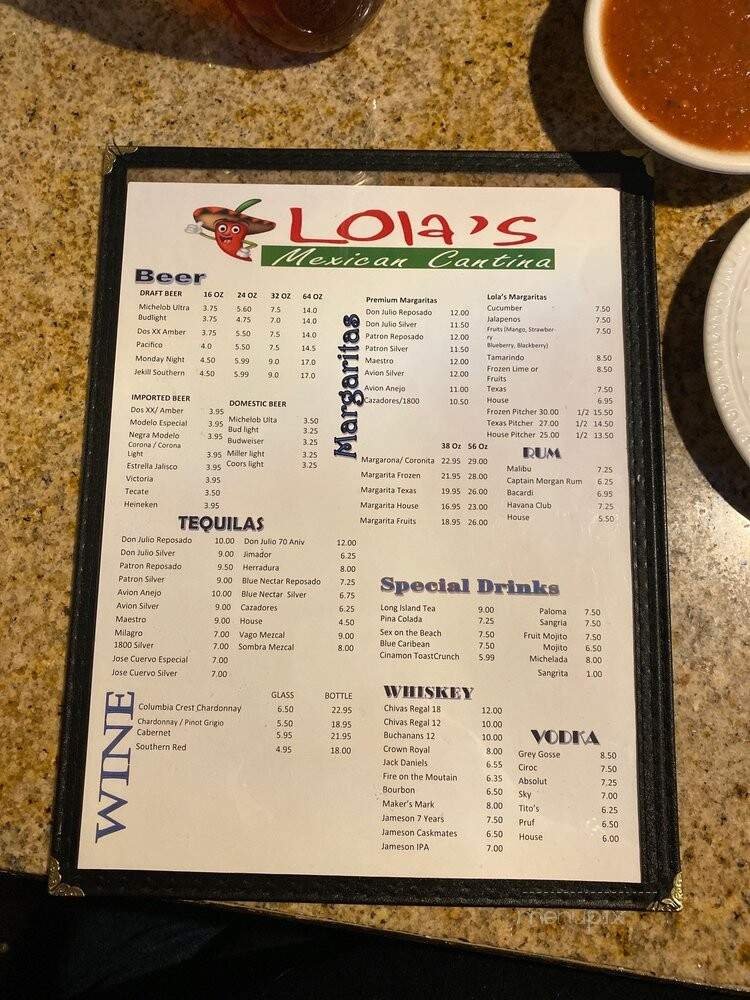 LOla's
Mexican Cantina
Beer
DRAFT BEER 16 OZ 24 OZ 32 OZ 64 OZ
Michelob Ultra 3.75 5.60 7.5 14.0
Budlight 3.75 4.75 7.0 14.0
Dos XX Amber 3.75 5.50 7.5 14.0
Pacifico 4.0 5.50 7.5 14.5
Monday Night 4.50 5.99 9.0 17.0
Jekill Southern 4.50 5.99 9.0 17.0
IMPORTED BEER
Dos XX/ Amber 3.95
Modelo Especial 3.95
Negra Modelo 3.95
Corona / Corona
Light 3.95
Estrella Jalisco 3.95
Victoria 3.95
Tecate 3.50
Heineken 3.95
DOMESTIC BEER
Michelob Ulta 3.50
Bud light 3.25
Budweiser 3.25
Miller light 3.25
Coors light 3.25
Margaritas
Premium Margaritas
Don Julio Reposado 12.00
Don Julio Silver 11.50
Patron Reposado 12.00
Patron Silver 11.50
Maestro 12.00
Avion Silver 12.00
Avion Anejo 11.00
Cazadores/1800 10.50
Lola's Margaritas
Cucumber 7.50
Jalapenos 7.50
Fruits (Mango, Strawber- 7.50
ry
Blueberry, Blackberry)
Tamarindo 8.50
Frozen Lime or 8.50
Fruits
Texas 7.50
House 6.95
Frozen Pitcher 30.00 1/2 15.50
Texas Pitcher 27.00 1/2 14.50
House Pitcher 25.00 1/2 13.50
38 Oz 56 Oz
Margarona/ Coronita 22.95 29.00
Margarita Frozen 21.95 28.00
Margarita Texas 19.95 26.00
Margarita House 16.95 23.00
Margarita Fruits 18.95 26.00
RUM
Malibu 7.25
Captain Morgan Rum 6.25
Bacardi 6.95
Havana Club 7.25
House 5.50
TEQUILAS
Don Julio Reposado 10.00
Don Julio Silver 9.00
Patron Reposado 9.50
Patron Silver 9.00
Avion Anejo 10.00
Avion Silver 9.00
Maestro 9.00
Milagro 7.00
1800 Silver 7.00
Jose Cuervo Especial 7.00
Jose Cuervo Silver 7.00
Don Julio 70 Aniv 12.00
Jimador 6.25
Herradura 8.00
Blue Nectar Reposado 7.25
Blue Nectar Silver 6.75
Cazadores 6.25
House 4.50
Vago Mezcal 9.00
Sombra Mezcal 8.00
Special Drinks
Long Island Tea 9.00
Pina Colada 7.25
Sex on the Beach 7.50
Blue Caribean 7.50
Cinamon ToastCrunch 5.99
Paloma 7.50
Sangria 7.50
Fruit Mojito 7.50
Mojito 6.50
Michelada 8.00
Sangrita 1.00
WINE
GLASS BOTTLE
Columbia Crest Chardonnay 6.50 22.95
Chardonnay / Pinot Grigio 5.50 18.95
Cabernet 5.95 21.95
Southern Red 4.95 18.00
WHISKEY
Chivas Regal 18 12.00
Chivas Regal 12 10.00
Buchanans 12 10.00
Crown Royal 8.00
Jack Daniels 6.55
Fire on the Moutain 6.35
Bourbon 6.50
Maker's Mark 8.00
Jameson 7 Years 7.50
Jameson Caskmates 6.50
Jameson IPA 7.00
VODKA
Grey Gosse 8.50
Ciroc 7.50
Absolut 7.25
Sky 7.00
Tito's 6.25
Pruf 6.50
House 6.00
menupix